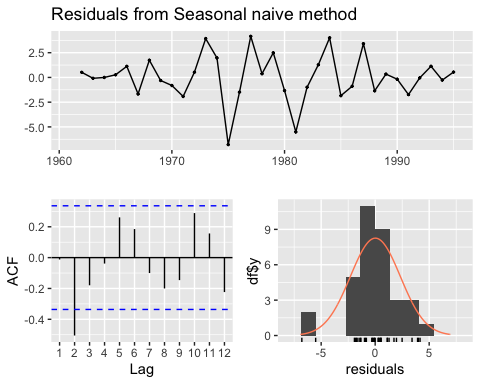 Residuals from Seasonal naive method
2.5
0.0
-2.5
-5.0
1960 1970 1980 1990
ACF
0.2
0.0
-0.2
-0.4
1 2 3 4 5 6 7 8 9 10 11 12
Lag
df$y
9
6
3
0
-5 0 5
residuals